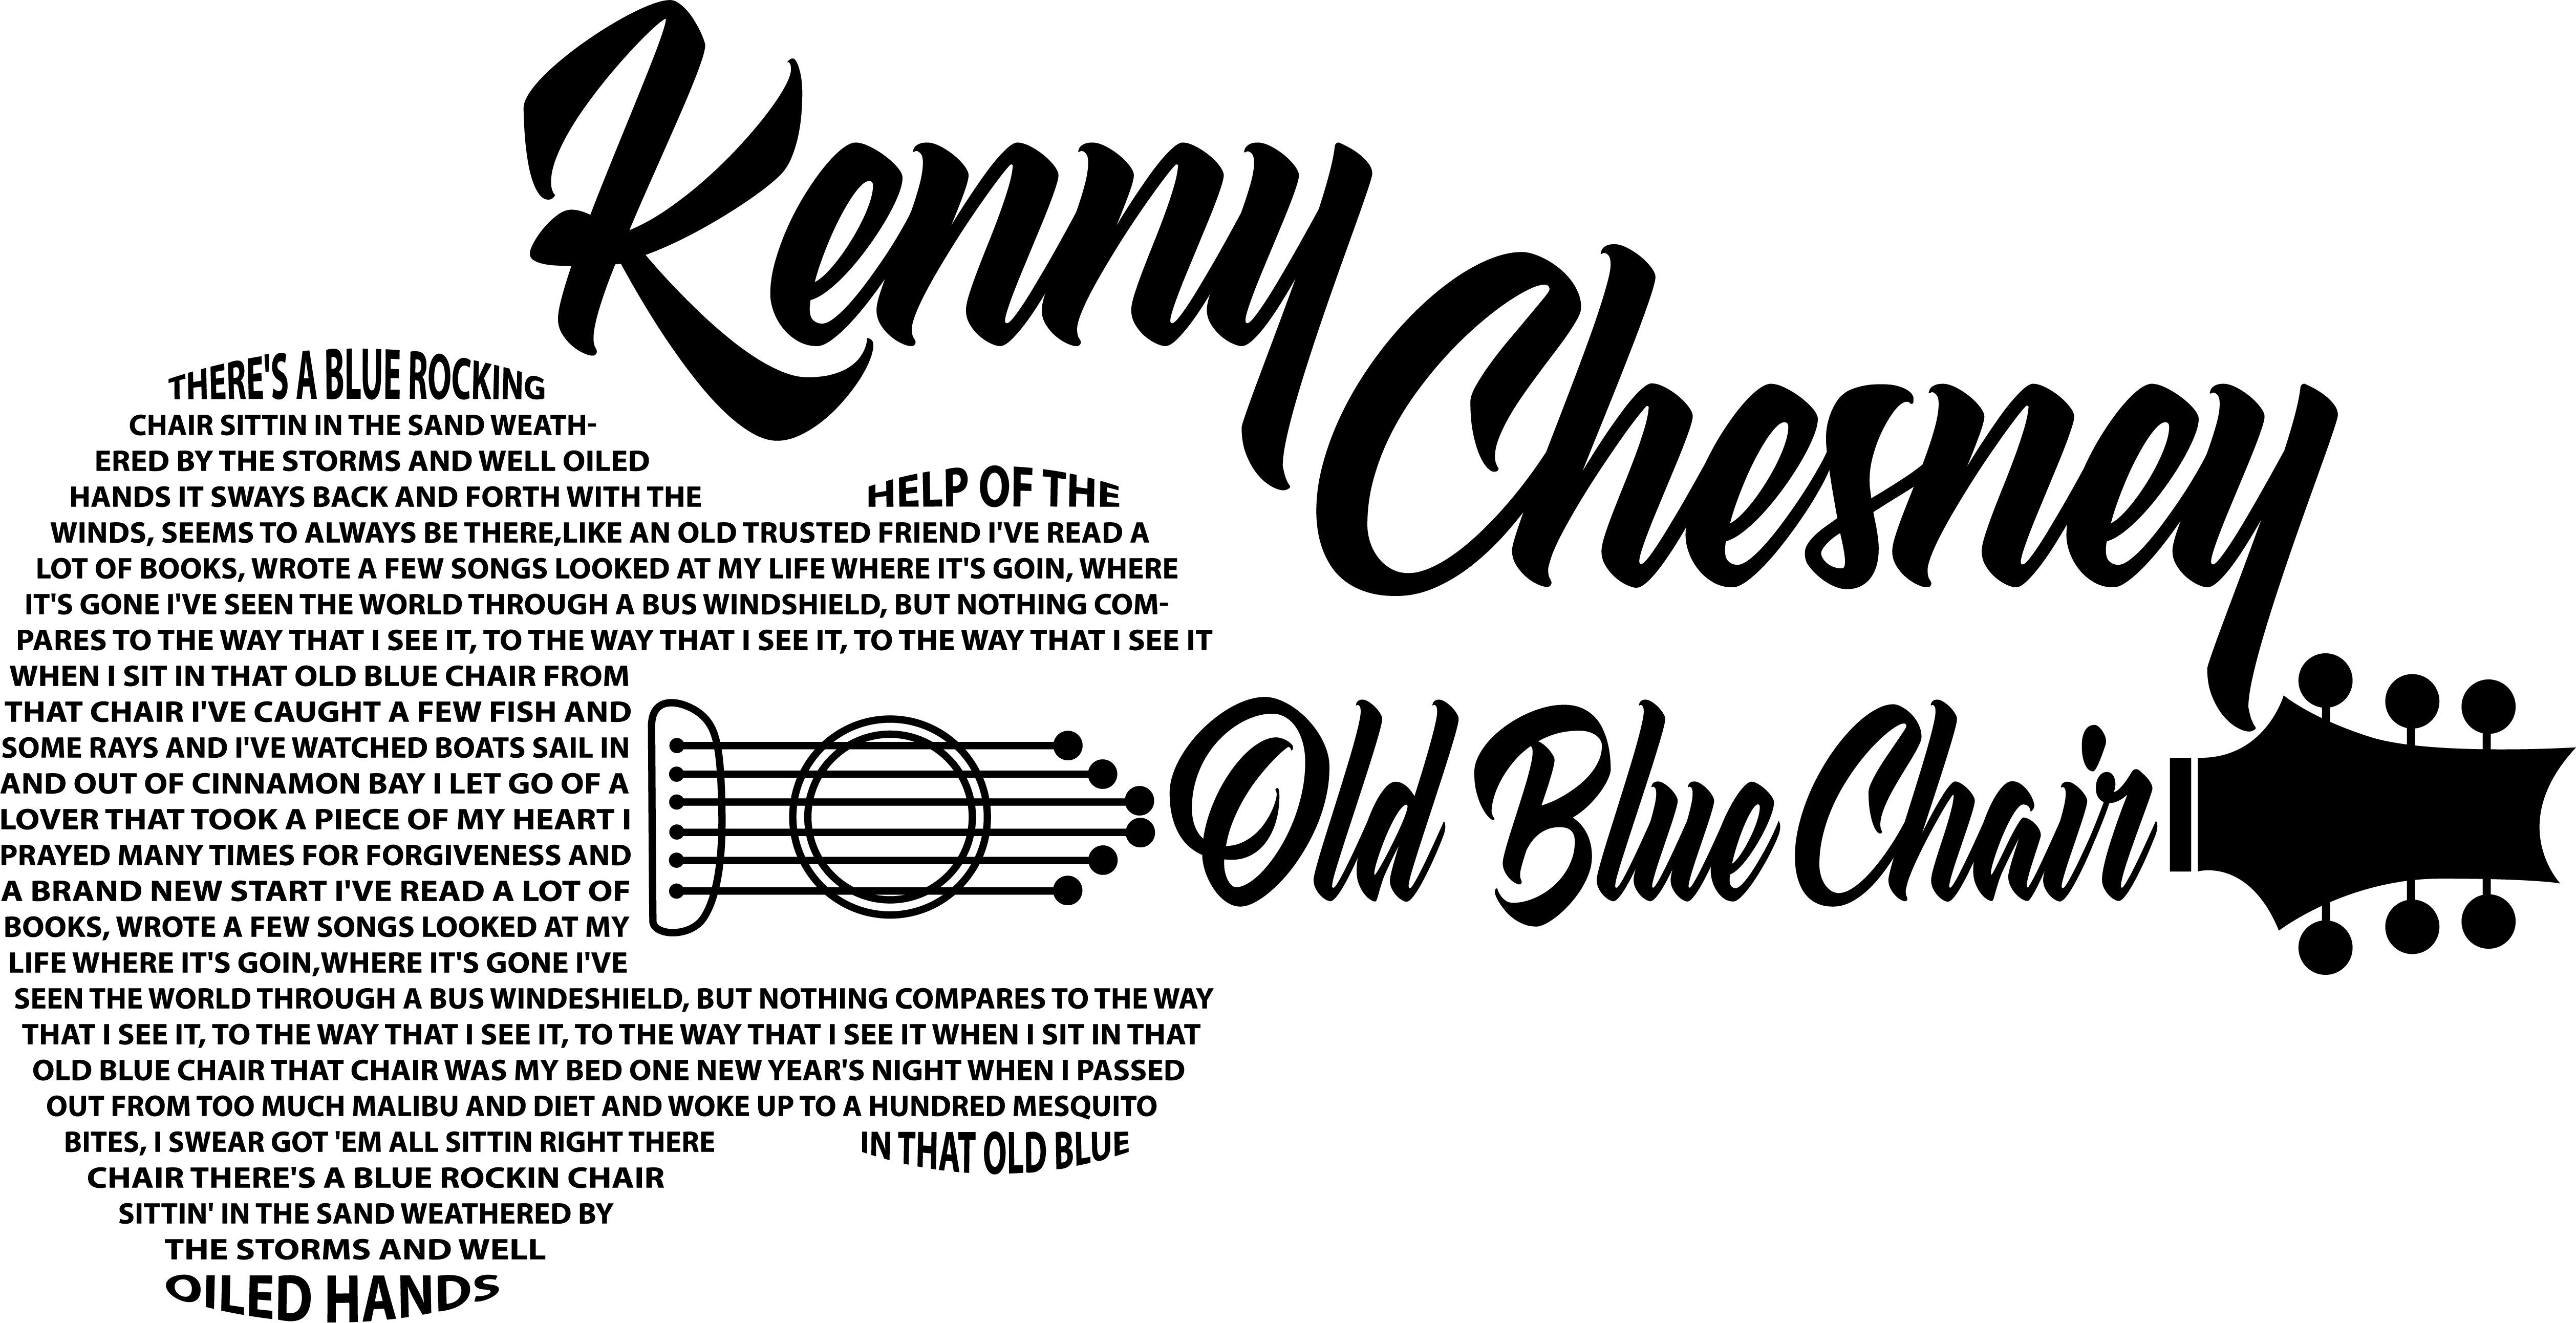 Kenny
Chesney
THERE'S A BLUE ROCKING
CHAIR SITTIN IN THE SAND WEATH-
ERED BY THE STORMS AND WELL OILED
HANDS IT SWAYS BACK AND FORTH WITH THE
HELP OF THE
WINDS, SEEMS TO ALWAYS BE THERE,LIKE AN OLD TRUSTED FRIEND I'VE READ A
LOT OF BOOKS, WROTE A FEW SONGS LOOKED AT MY LIFE WHERE IT'S GOIN, WHERE
IT'S GONE I'VE SEEN THE WORLD THROUGH A BUS WINDSHIELD, BUT NOTHING COM-
PARES TO THE WAY THAT I SEE IT, TO THE WAY THAT I SEE IT, TO THE WAY THAT I SEE IT
WHEN I SIT IN THAT OLD BLUE CHAIR FROM
THAT CHAIR I'VE CAUGHT A FEW FISH AND
SOME RAYS AND I'VE WATCHED BOATS SAIL IN
AND OUT OF CINNAMON BAY I LET GO OF A
LOVER THAT TOOK A PIECE OF MY HEART I
PRAYED MANY TIMES FOR FORGIVENESS AND
A BRAND NEW START I'VE READ A LOT OF
BOOKS, WROTE A FEW SONGS LOOKED AT MY
LIFE WHERE IT'S GOIN,WHERE IT'S GONE I'VE
Old Blue Chair
SEEN THE WORLD THROUGH A BUS WINDESHIELD, BUT NOTHING COMPARES TO THE WAY
THAT I SEE IT, TO THE WAY THAT I SEE IT, TO THE WAY THAT I SEE IT WHEN I SIT IN THAT
OLD BLUE CHAIR THAT CHAIR WAS MY BED ONE NEW YEAR'S NIGHT WHEN I PASSED
OUT FROM TOO MUCH MALIBU AND DIET AND WOKE UP TO A HUNDRED MESQUITO
BITES, I SWEAR GOT 'EM ALL SITTIN RIGHT THERE
IN THAT OLD BLUE
CHAIR THERE'S A BLUE ROCKIN CHAIR
SITTIN' IN THE SAND WEATHERED BY
THE STORMS AND WELL
OILED HANDS